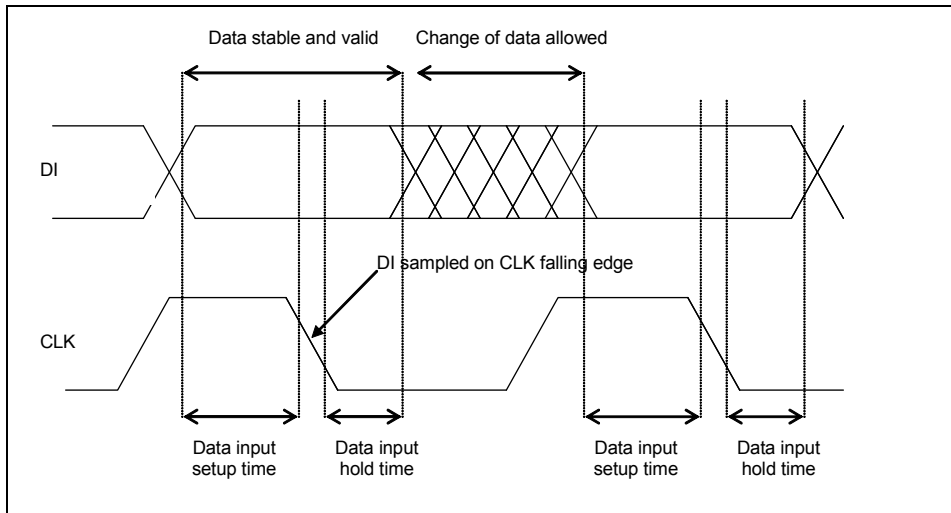 Data stable and valid
Change of data allowed
DI
DI sampled on CLK falling edge
CLK
Data input
setup time
Data input
hold time
Data input
setup time
Data input
hold time